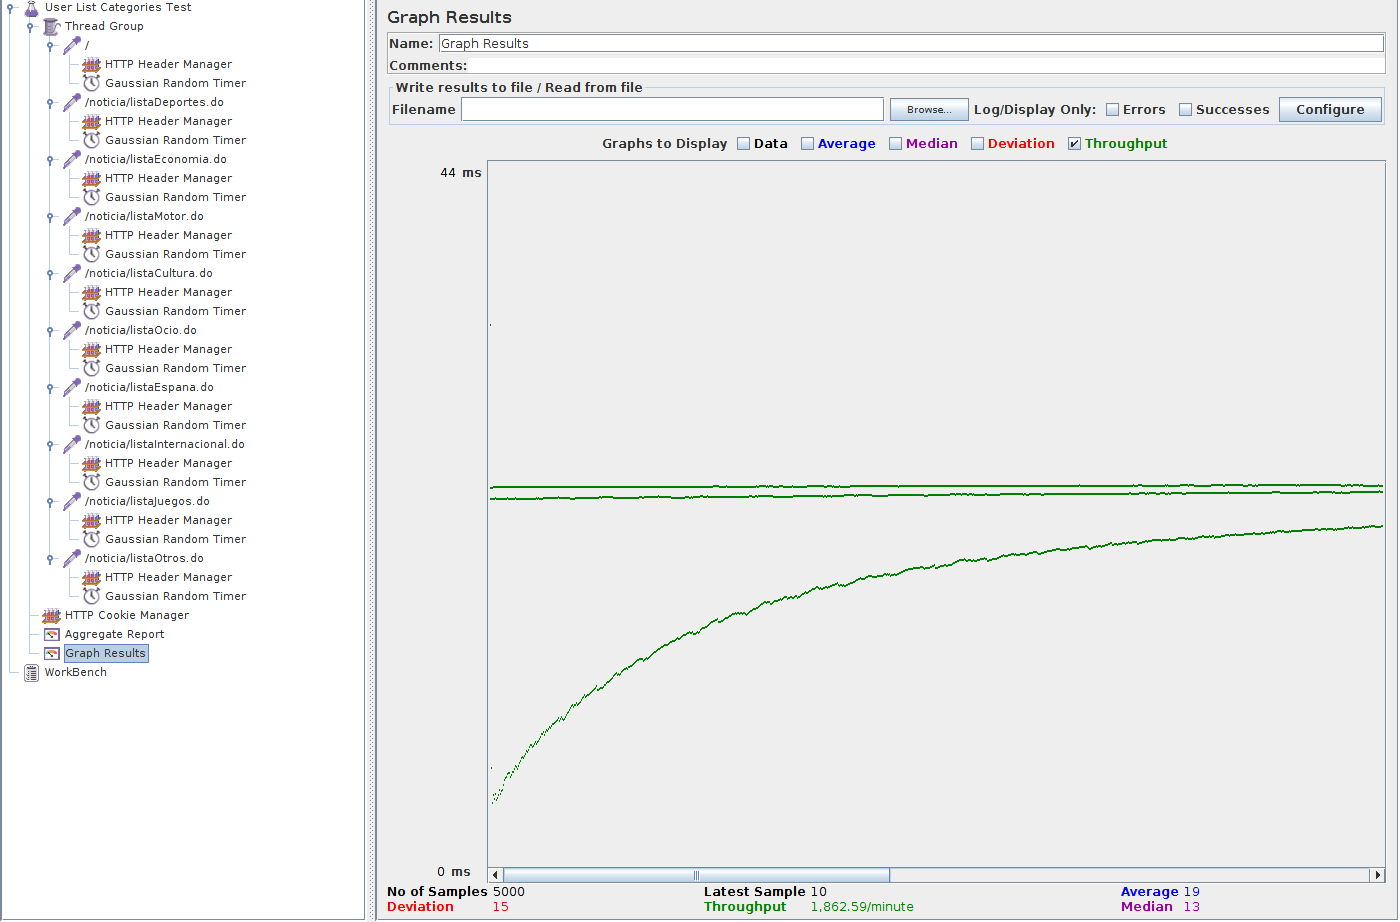 User List Categories Test
Thread Group
/
HTTP Header Manager
Gaussian Random Timer
/noticia/listaDeportes.do
HTTP Header Manager
Gaussian Random Timer
/noticia/listaEconomia.do
HTTP Header Manager
Gaussian Random Timer
/noticia/listaMotor.do
HTTP Header Manager
Gaussian Random Timer
/noticia/listaCultura.do
HTTP Header Manager
Gaussian Random Timer
/noticia/listaOcio.do
HTTP Header Manager
Gaussian Random Timer
/noticia/listaEspana.do
HTTP Header Manager
Gaussian Random Timer
/noticia/listaInternacional.do
HTTP Header Manager
Gaussian Random Timer
/noticia/listaJuegos.do
HTTP Header Manager
Gaussian Random Timer
/noticia/listaOtros.do
HTTP Header Manager
Gaussian Random Timer
HTTP Cookie Manager
Aggregate Report
Graph Results
WorkBench
Graph Results
Name: Graph Results
Comments:
Write results to file / Read from file
Filename Browse... Log/Display Only: Errors Successes Configure
Graphs to Display Data Average Median Deviation Throughput
44 ms
0 ms
No of Samples 5000 Latest Sample 10 Average 19
Deviation 15 Throughput 1,862.59/minute Median 13